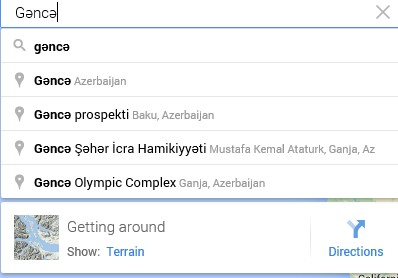 Gəncə
gəncə
Gəncə Azerbaijan
Gəncə prospekti Baku, Azerbaijan
Gəncə Şəhər İcra Hamikiyyəti Mustafa Kemal Ataturk, Ganja, Az
Gəncə Olympic Complex Ganja, Azerbaijan
Getting around
Show: Terrain
Directions
California